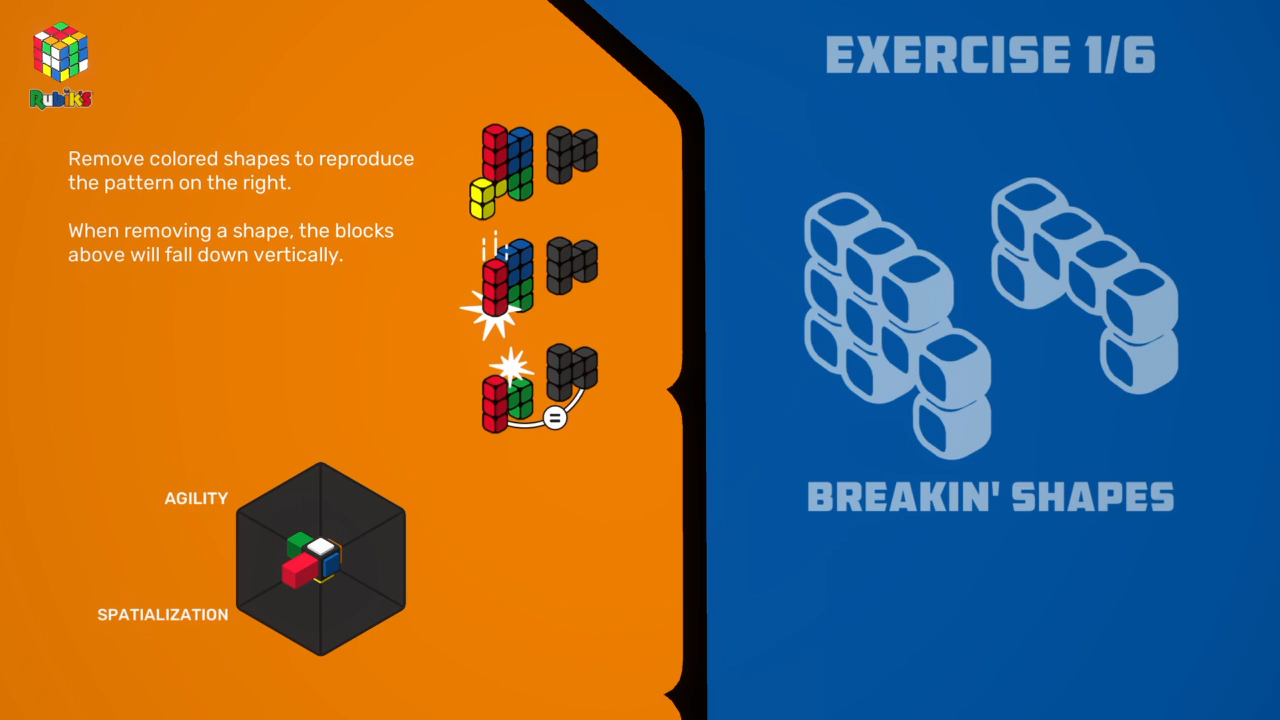 Rubik's
EXERCISE 1/6
Remove colored shapes to reproduce
the pattern on the right.
When removing a shape, the blocks
above will fall down vertically.
=
BREAKIN' SHAPES
AGILITY
SPATIALIZATION